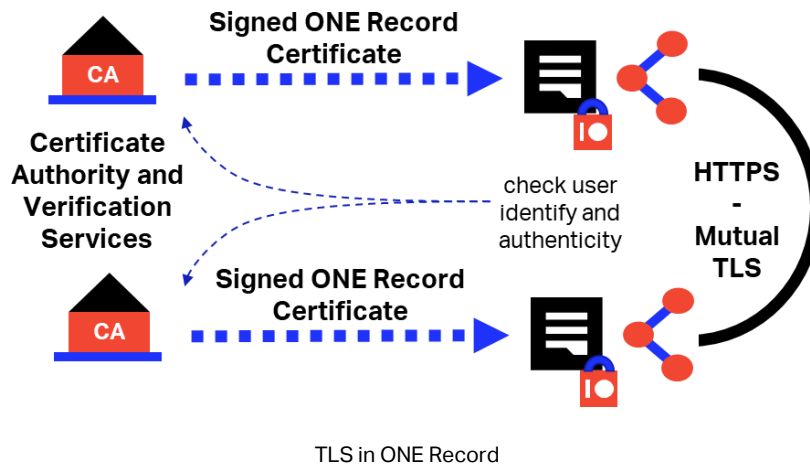 Signed ONE Record
Certificate
CA
Certificate
Authority and
Verification
Services
check user
identify and
authenticity
HTTPS
-
Mutual
TLS
Signed ONE Record
Certificate
CA
TLS in ONE Record